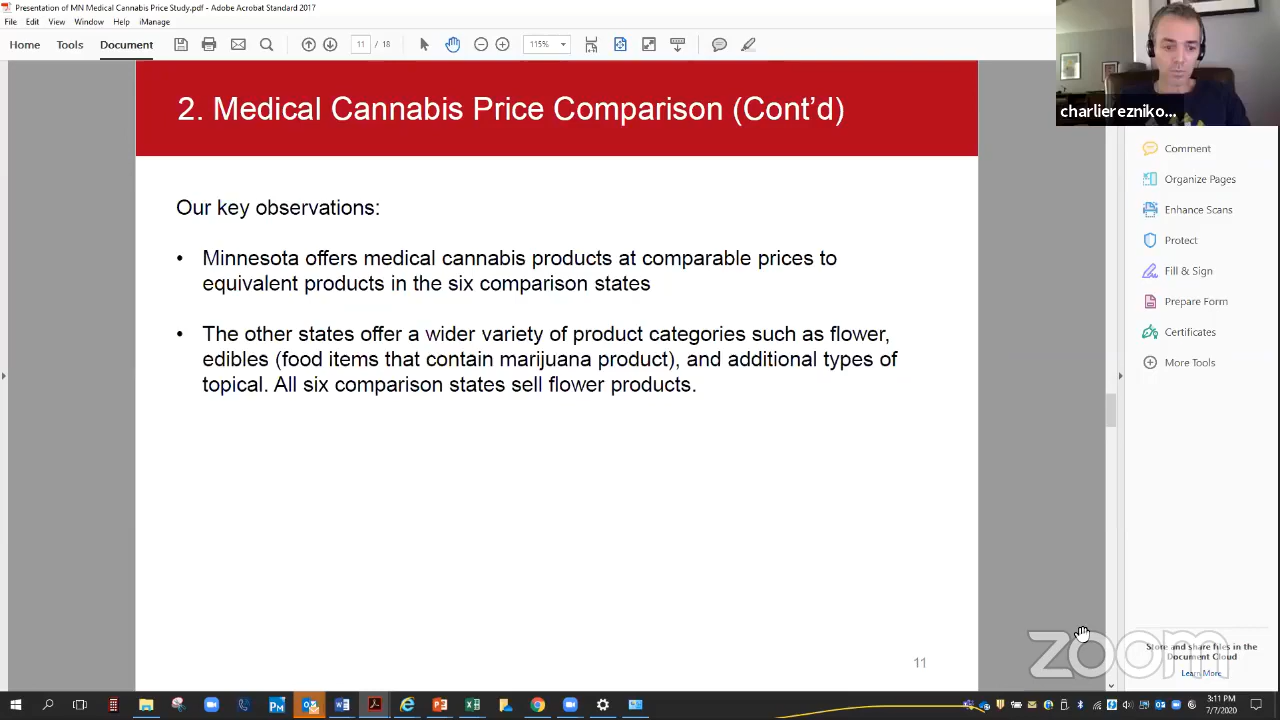 Presentation of MN Medical Cannabis Price Study.pdf - Adobe Acrobat Standard 2017
File Edit View Window Help iManage
Home Tools Document 11 / 18 115%
2. Medical Cannabis Price Comparison (Cont'd)
charlierezniko...
Comment
Organize Pages
Enhance Scans
Protect
Fill & Sign
Prepare Form
Certificates
More Tools
Our key observations:
• Minnesota offers medical cannabis products at comparable prices to
equivalent products in the six comparison states
• The other states offer a wider variety of product categories such as flower,
edibles (food items that contain marijuana product), and additional types of
topical. All six comparison states sell flower products.
11
zoom
Store and share files in the
Document Cloud
Learn More
3:11 PM
7/7/2020